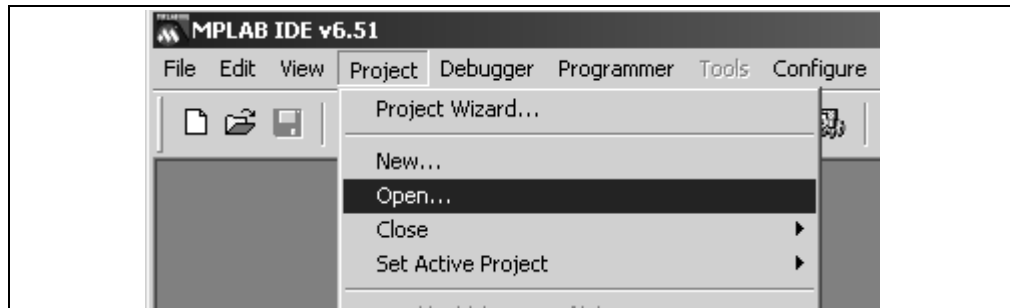 MPLAB IDE v6.51
File Edit View Project Debugger Programmer Tools Configure
Project Wizard...
New...
Open...
Close
Set Active Project